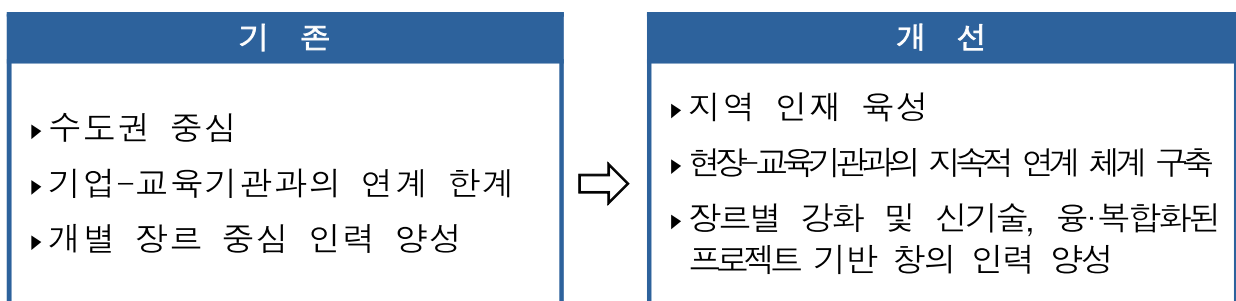 기 존
▸수도권 중심
▸기업-교육기관과의 연계 한계
▸개별 장르 중심 인력 양성
개 선
▸지역 인재 육성
▸현장-교육기관과의 지속적 연계 체계 구축
▸장르별 강화 및 신기술, 융·복합화된
프로젝트 기반 창의 인력 양성